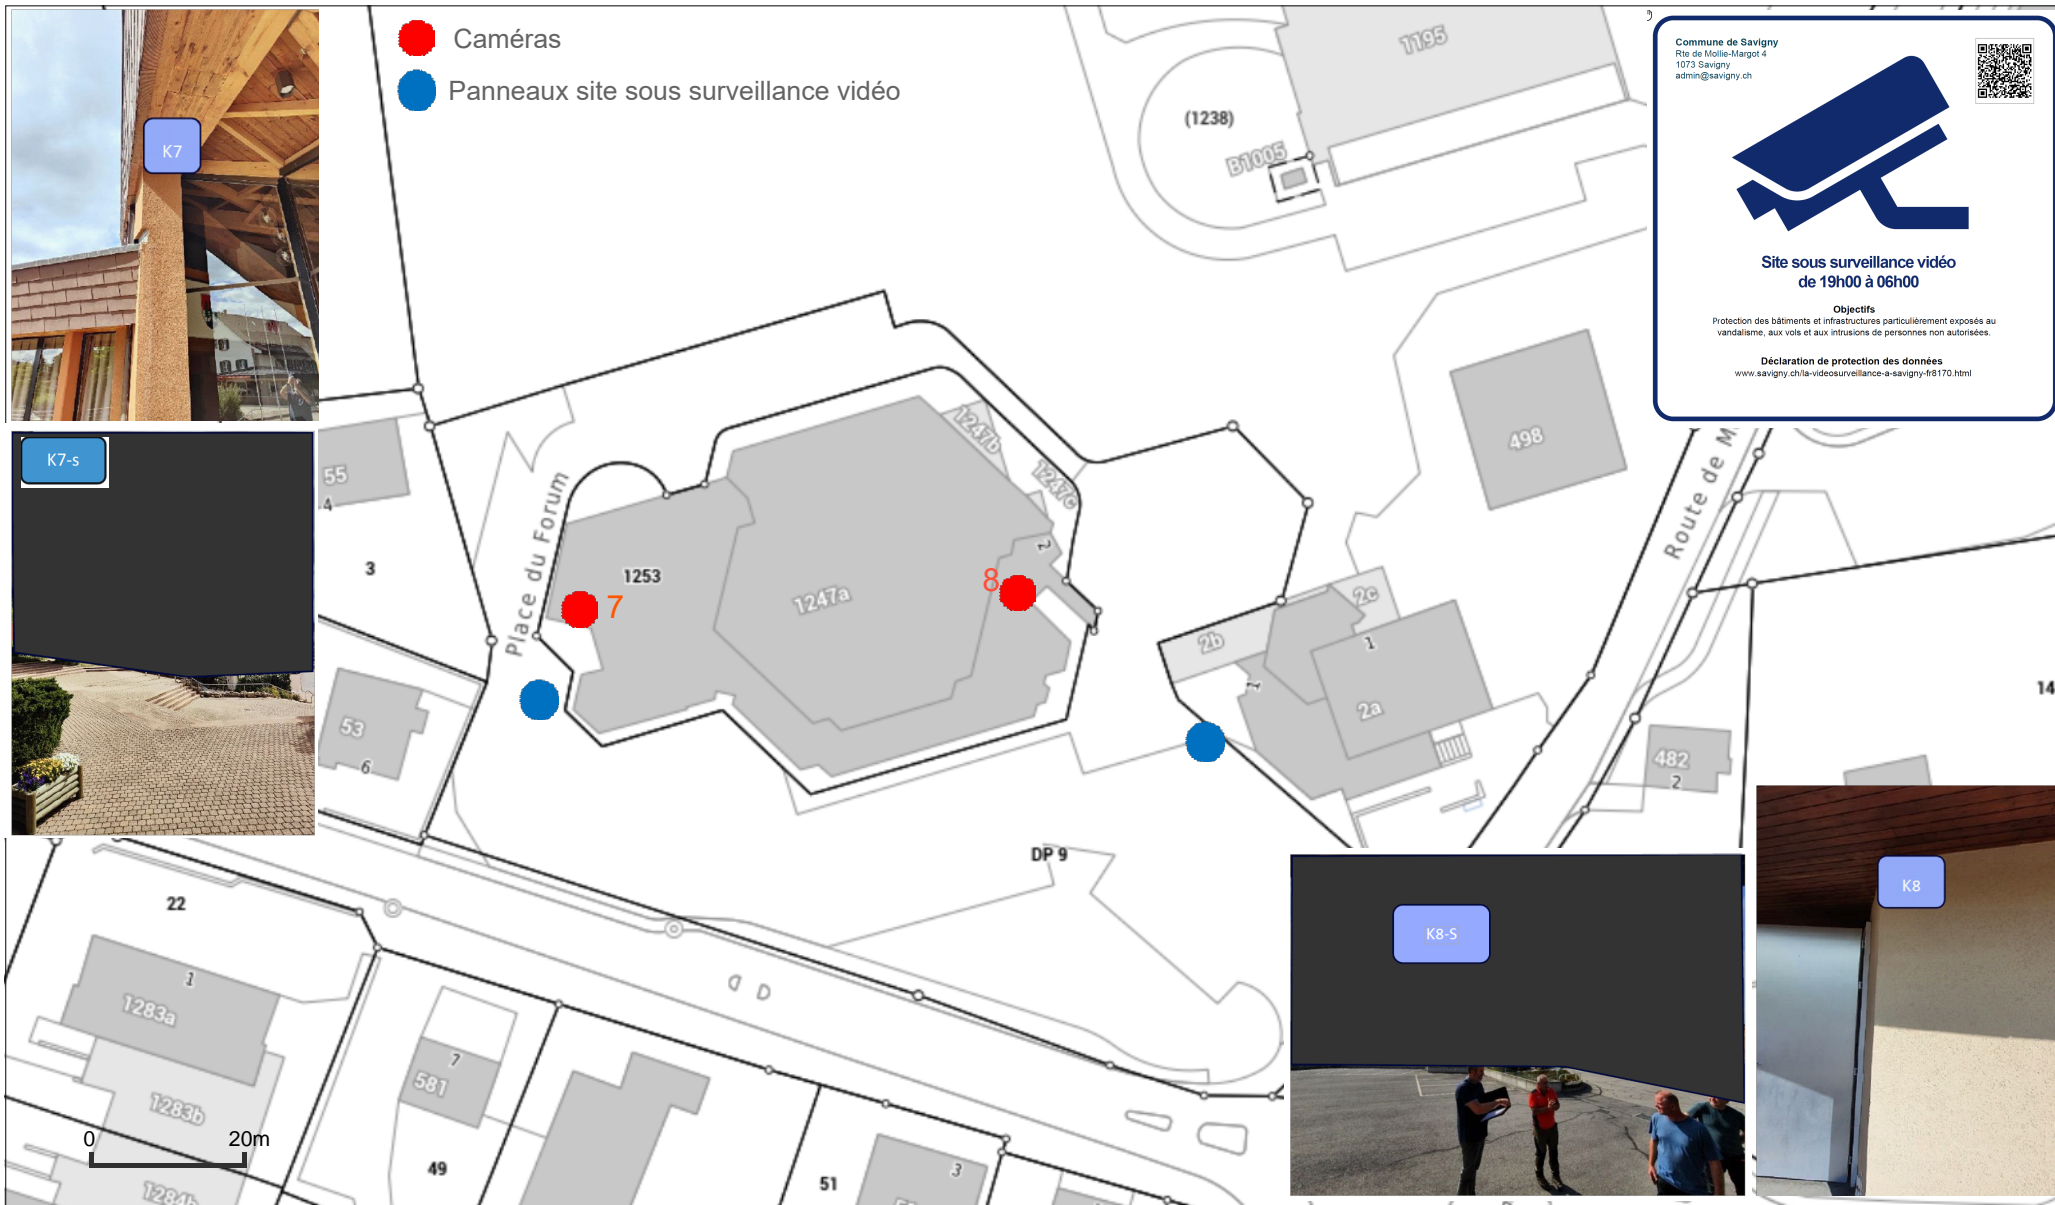 Caméras
Panneaux site sous surveillance vidéo
K7
K7-s
Commune de Savigny
Rte de Mollie-Margot 4
1073 Savigny
admin@savigny.ch
Site sous surveillance vidéo
de 19h00 à 06h00
Objectifs
Protection des bâtiments et infrastructures particulièrement exposés au
vandalisme, aux vols et aux intrusions de personnes non autorisées.
Déclaration de protection des données
www.savigny.ch/la-videosurveillance-a-savigny-fr8170.html
1195
(1238)
B1005
498
1247b
1247c
55
4
3
Place du Forum
1253
1247a
2
7
8
2c
2b
1
1
2a
Route de M
53
6
482
2
14
DP 9
22
1
1283a
1283b
1284b
7
581
49
51
3
0 20m
K8-S
K8